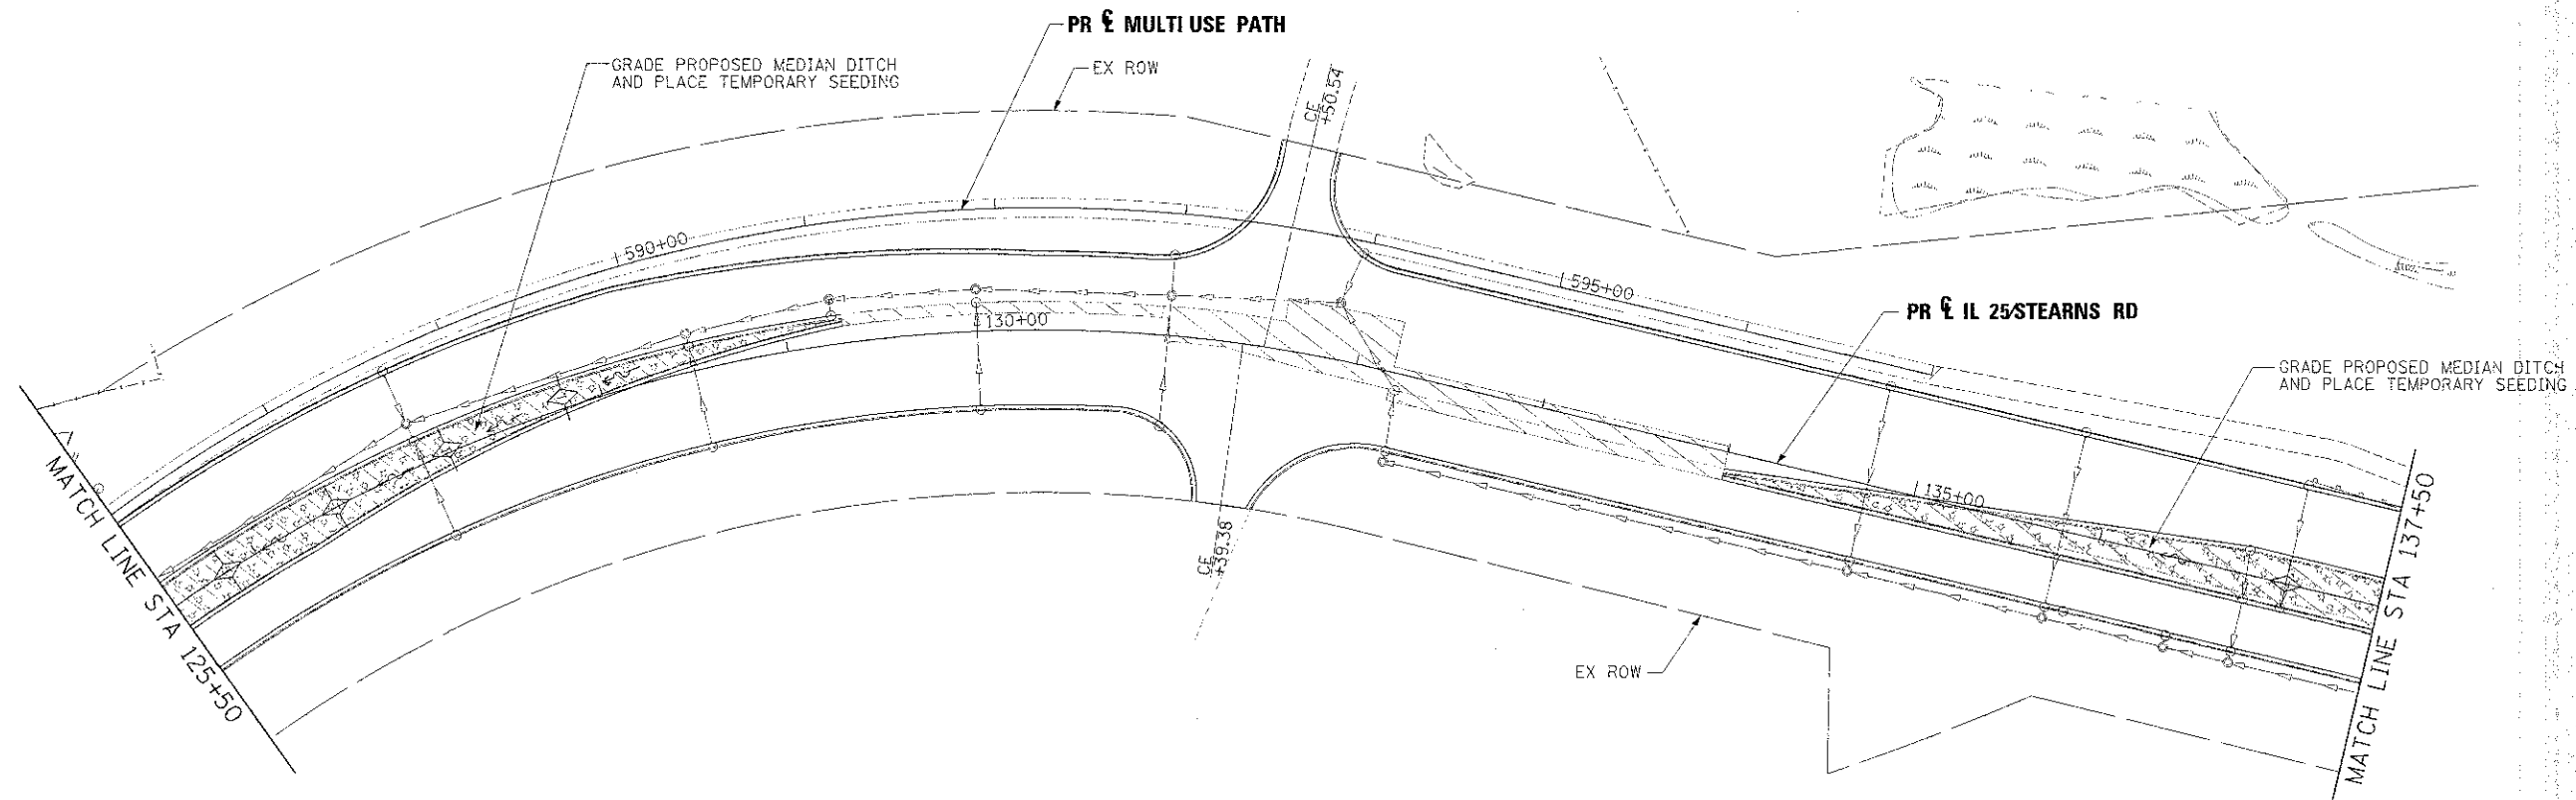 PR ℄ MULTI USE PATH
GRADE PROPOSED MEDIAN DITCH
AND PLACE TEMPORARY SEEDING
EX ROW
CE
+50.54
590+00
595+00
PR ℄ IL 25/STEARNS RD
130+00
GRADE PROPOSED MEDIAN DITCH
AND PLACE TEMPORARY SEEDING
135+00
MATCH LINE STA 125+50
CE
+39.38
EX ROW
MATCH LINE STA 137+50